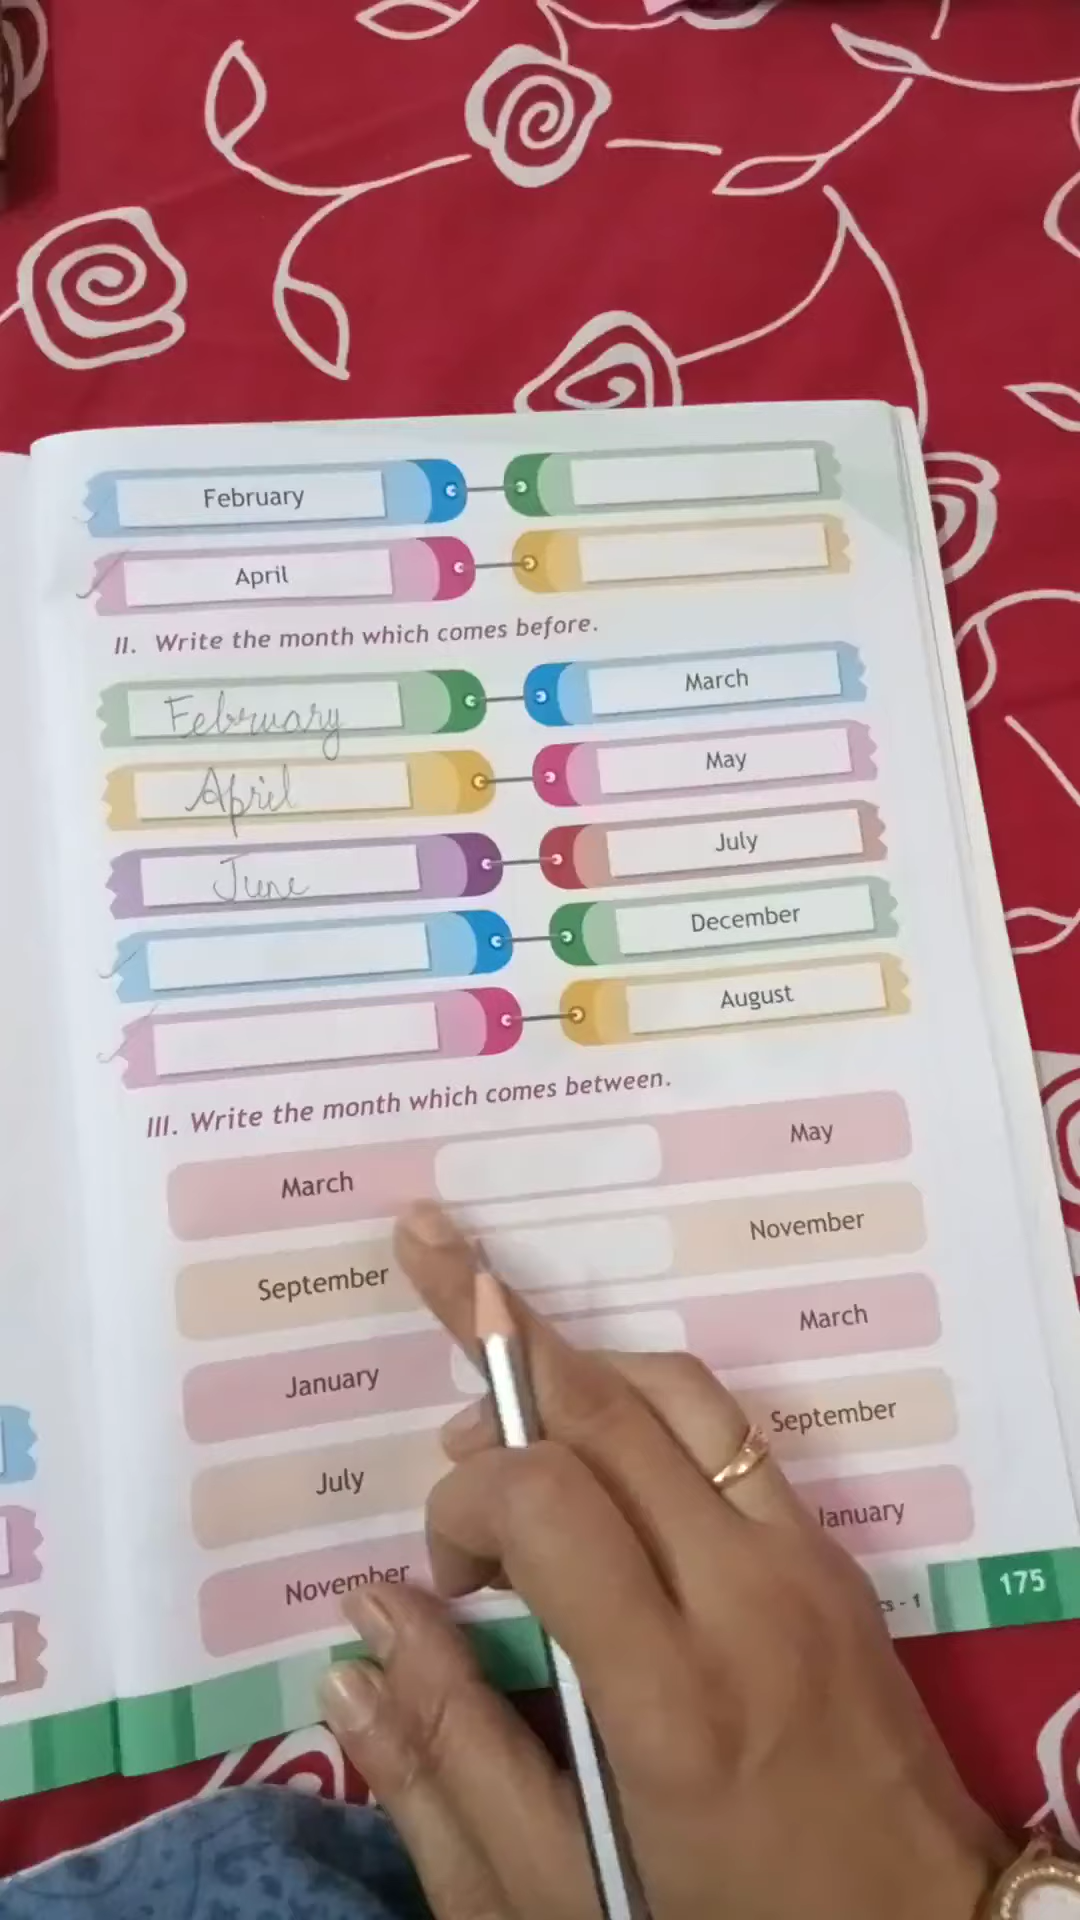 February
April
II. Write the month which comes before.
February March
April May
June July
December
August
III. Write the month which comes between.
March May
September November
January March
July September
November January
175